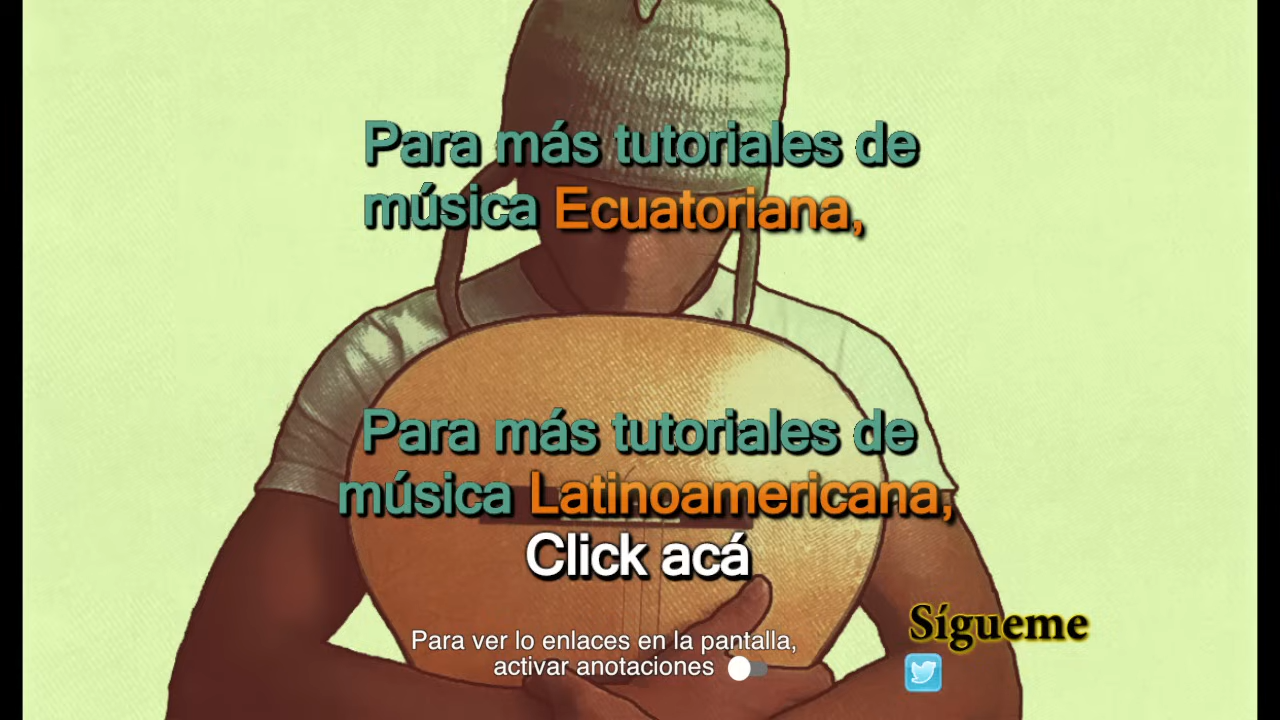 Para más tutoriales de
música Ecuatoriana,
Para más tutoriales de
música Latinoamericana,
Click acá
Para ver lo enlaces en la pantalla,
activar anotaciones
Sígueme